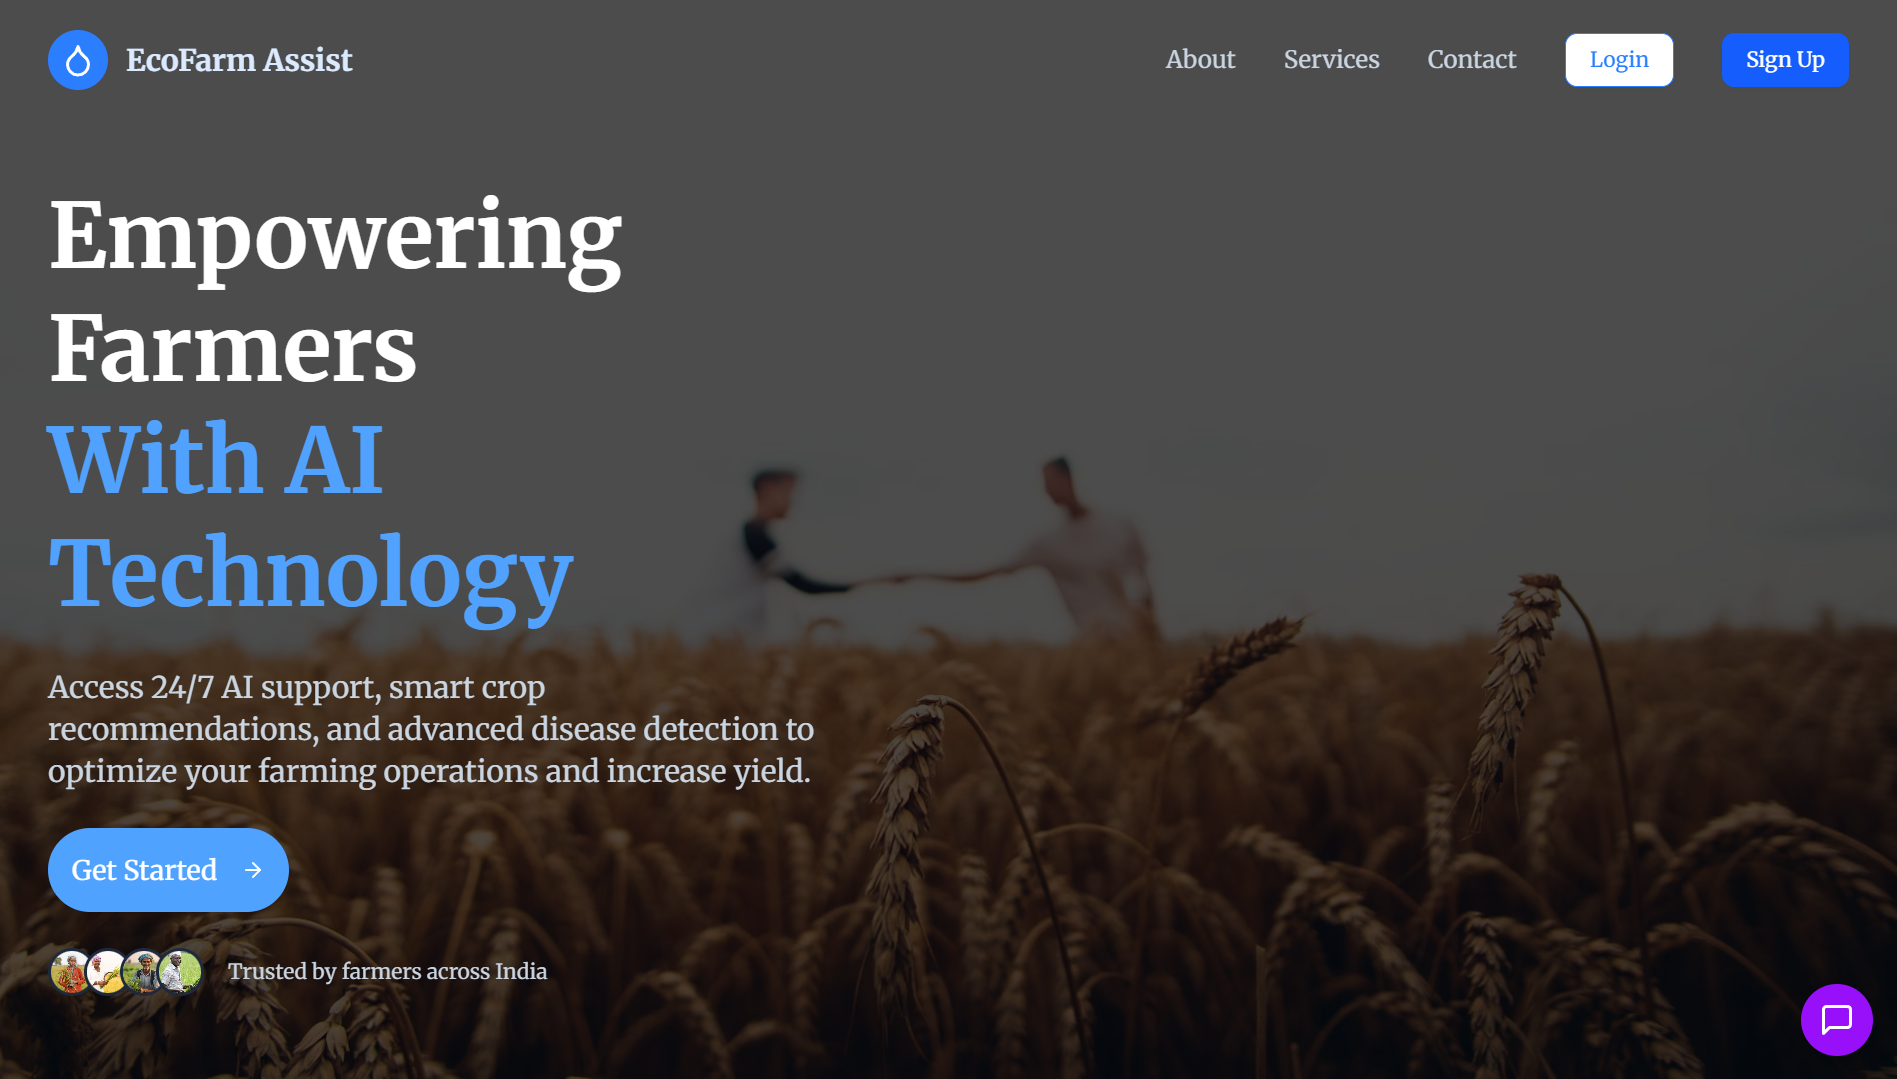 EcoFarm Assist
About
Services
Contact
Login
Sign Up
Empowering
Farmers
With AI
Technology
Access 24/7 AI support, smart crop
recommendations, and advanced disease detection to
optimize your farming operations and increase yield.
Get Started →
Trusted by farmers across India